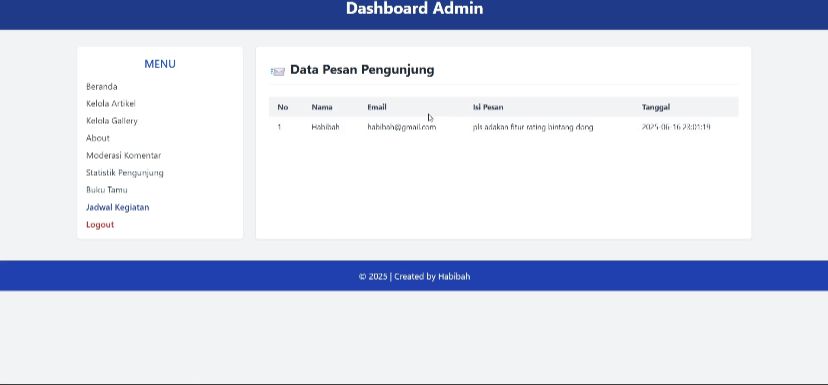 Dashboard Admin
MENU
Beranda
Kelola Artikel
Kelola Gallery
About
Moderasi Komentar
Statistik Pengunjung
Buku Tamu
Jadwal Kegiatan
Logout
Data Pesan Pengunjung
No Nama Email Isi Pesan Tanggal
1 Habibah habibah@gmail.com pls adakan fitur rating bintang dong 2025-06-16 23:01:19
© 2025 | Created by Habibah